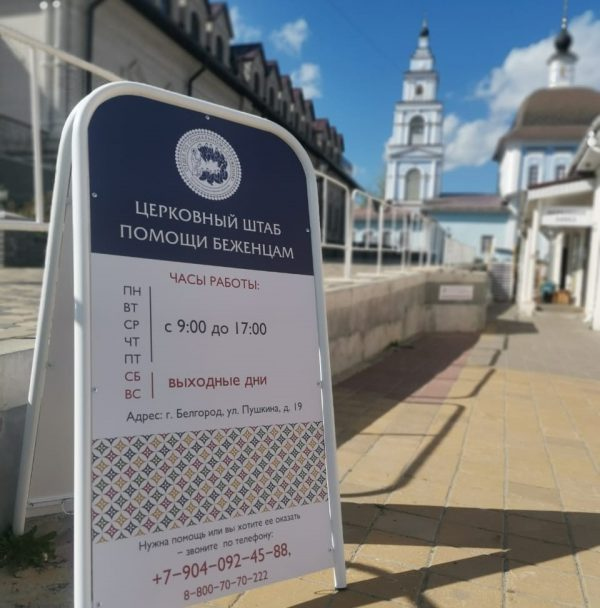 ЦЕРКОВНЫЙ ШТАБ
ПОМОЩИ БЕЖЕНЦАМ
ЧАСЫ РАБОТЫ:
ПН
ВТ
СР
ЧТ
ПТ
с 9:00 до 17:00
СБ
ВС
выходные дни
Адрес: г. Белгород, ул. Пушкина, д. 19
Нужна помощь или вы хотите ее оказать
– звоните по телефону:
+7-904-092-45-88,
8-800-70-70-222